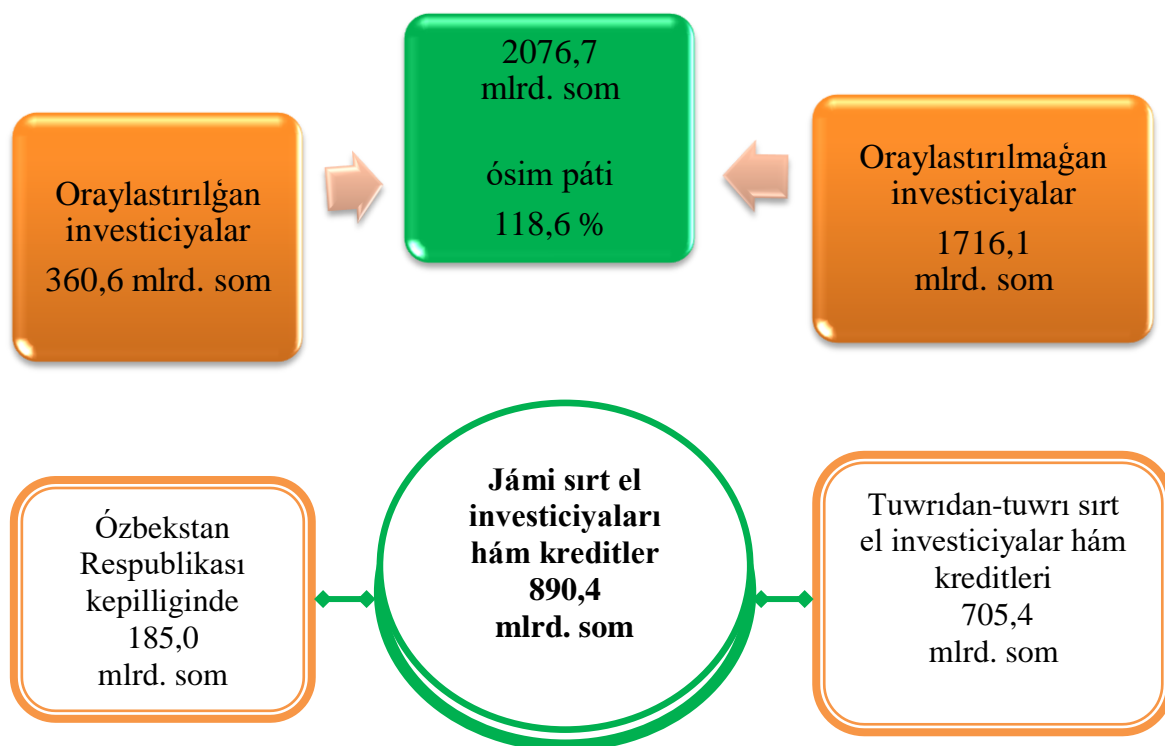 2076,7
mlrd. som
ósim páti
118,6 %
Oraylastırılǵan
investiciyalar
360,6 mlrd. som
Oraylastırılmaǵan
investiciyalar
1716,1
mlrd. som
Jámi sırt el
investiciyaları
hám kreditler
890,4
mlrd. som
Ózbekstan
Respublikası
kepilliginde
185,0
mlrd. som
Tuwrıdan-tuwrı sırt
el investiciyalar hám
kreditleri
705,4
mlrd. som